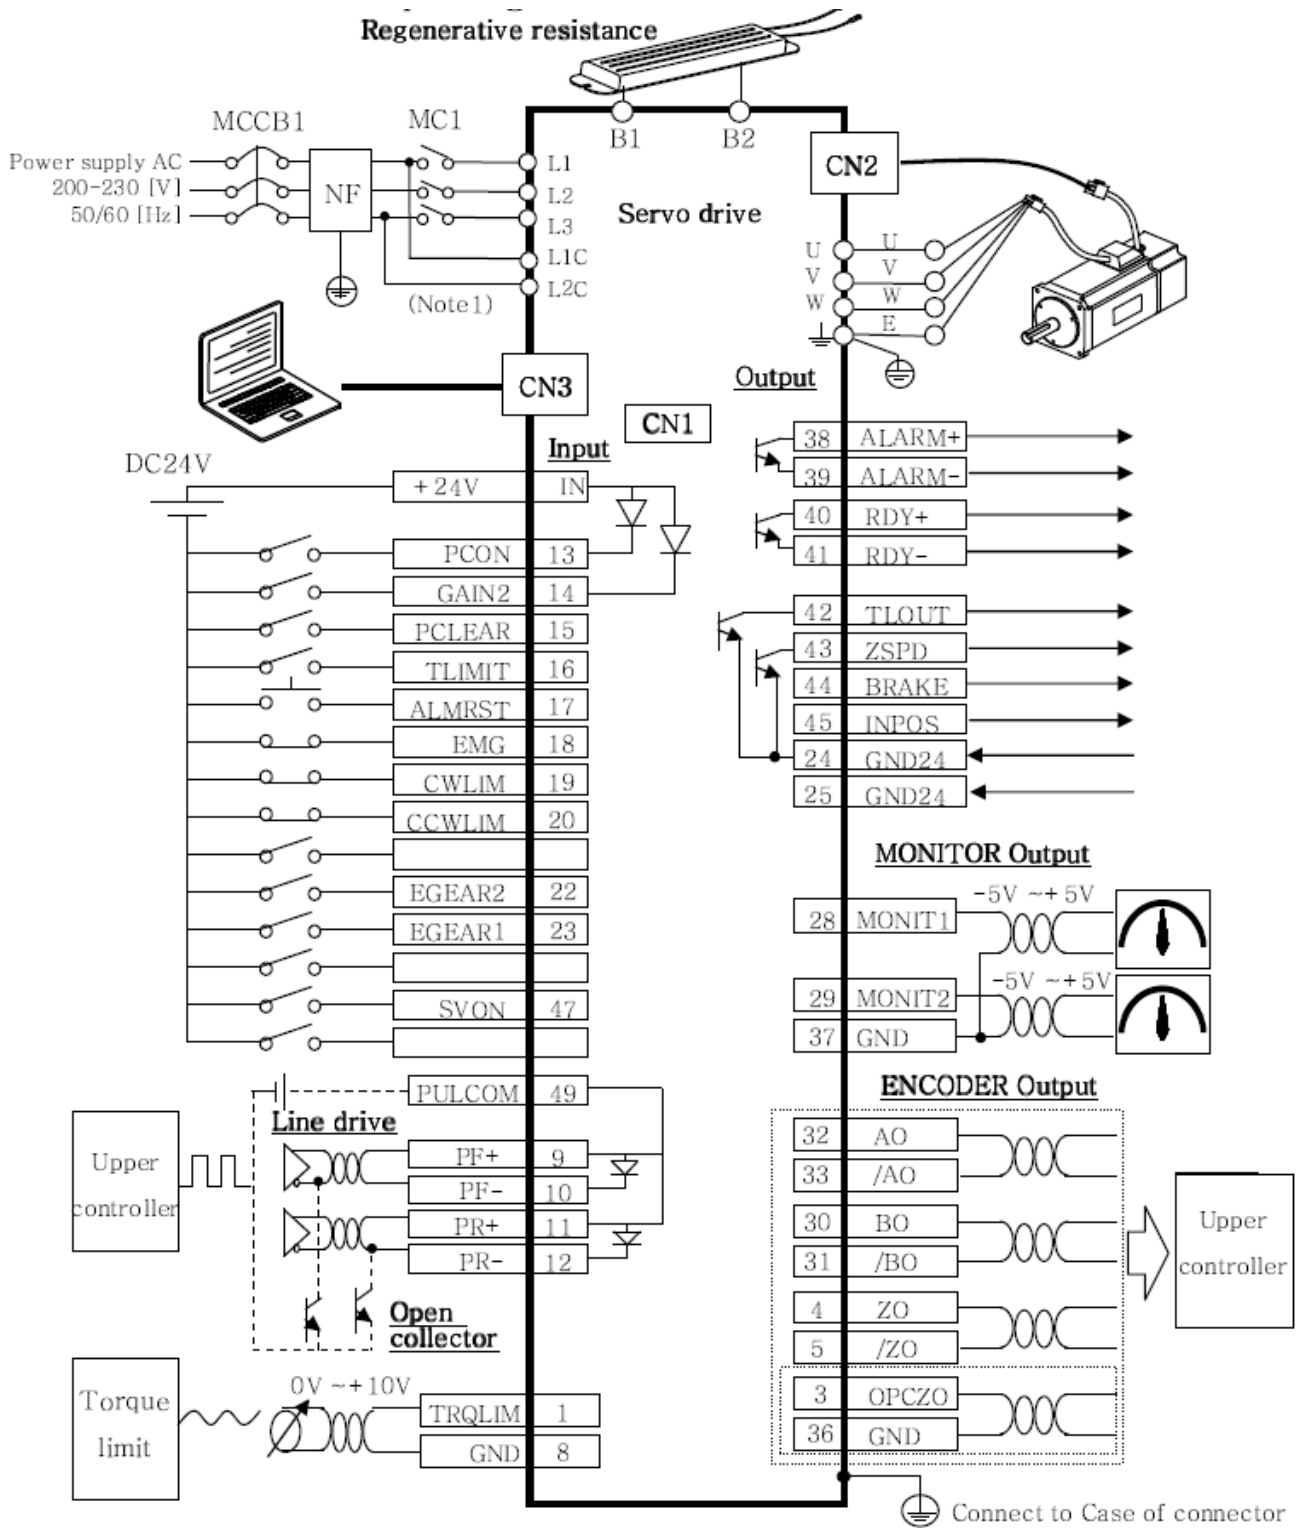 Regenerative resistance
MCCB1
MC1
B1
B2
CN2
Power supply AC
200-230 [V]
50/60 [Hz]
NF
L1
L2
L3
L1C
L2C
(Note1)
Servo drive
U
V
W
U
V
W
E
CN3
CN1
Output
Input
DC24V
+24V IN
PCON 13
GAIN2 14
PCLEAR 15
TLIMIT 16
ALMRST 17
EMG 18
CWLIM 19
CCWLIM 20
EGEAR2 22
EGEAR1 23
SVON 47
38 ALARM+
39 ALARM-
40 RDY+
41 RDY-
42 TLOUT
43 ZSPD
44 BRAKE
45 INPOS
24 GND24
25 GND24
MONITOR Output
-5V ~+5V
28 MONIT1
-5V ~+5V
29 MONIT2
37 GND
PULCOM 49
Line drive
Upper
controller
PF+ 9
PF- 10
PR+ 11
PR- 12
Open
collector
ENCODER Output
32 AO
33 /AO
30 BO
31 /BO
4 ZO
5 /ZO
3 OPCZO
36 GND
Upper
controller
Torque
limit
0V ~+10V
TRQLIM 1
GND 8
Connect to Case of connector